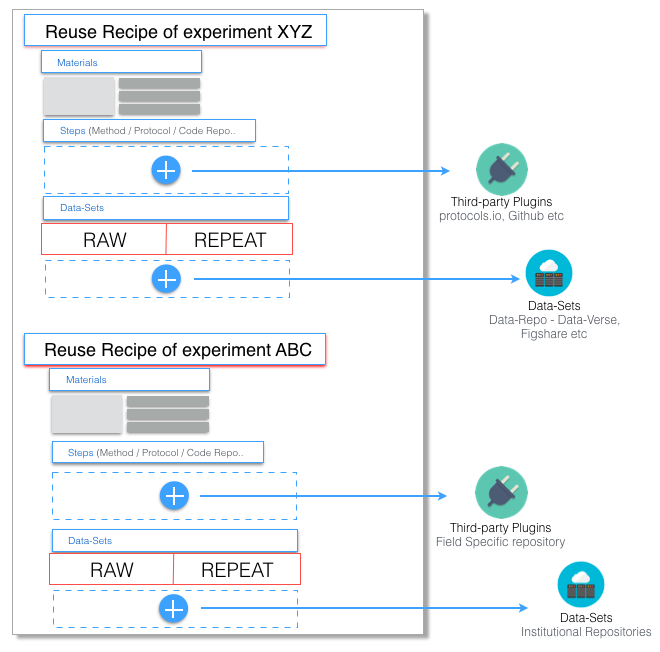 Reuse Recipe of experiment XYZ
Materials
Steps (Method / Protocol / Code Repo..
Third-party Plugins
protocols.io, Github etc
Data-Sets
RAW REPEAT
Data-Sets
Data-Repo - Data-Verse,
Figshare etc
Reuse Recipe of experiment ABC
Materials
Steps (Method / Protocol / Code Repo..
Third-party Plugins
Field Specific repository
Data-Sets
RAW REPEAT
Data-Sets
Institutional Repositories